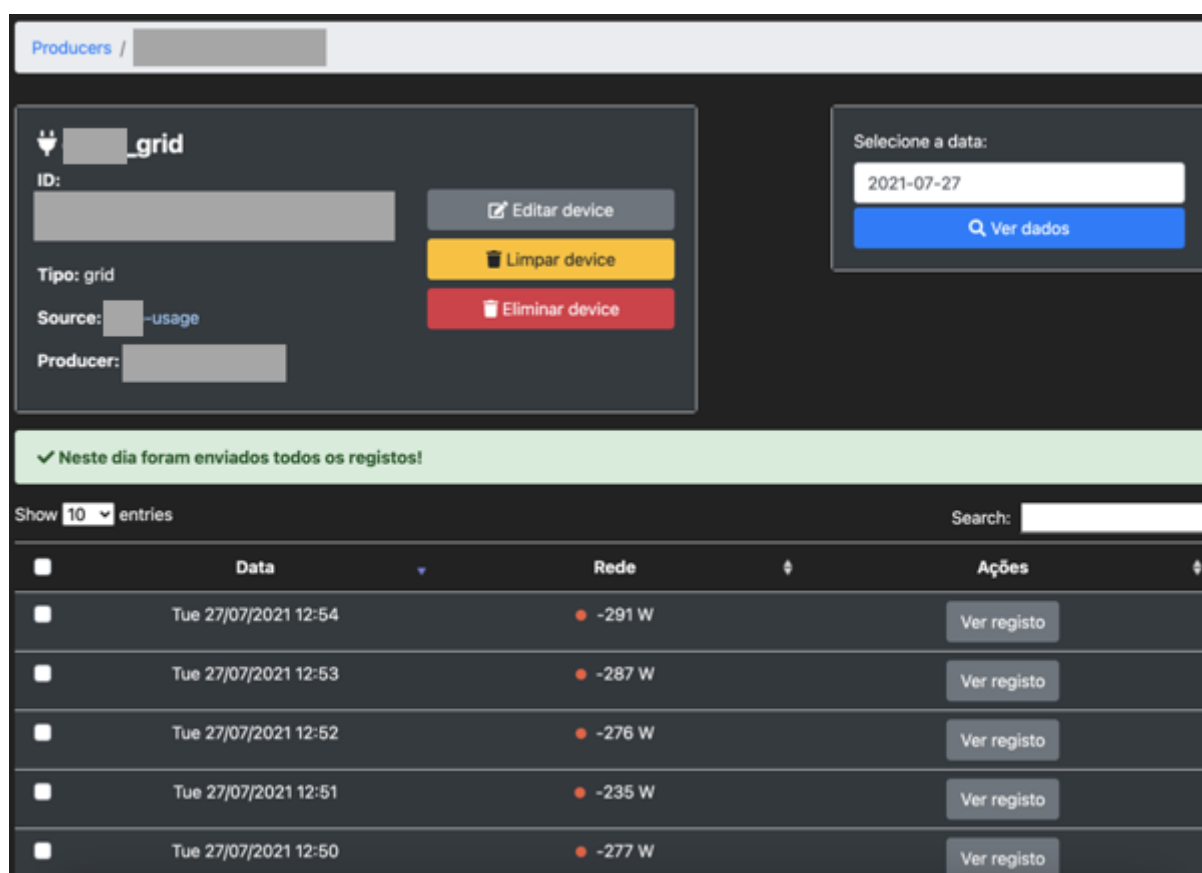 Producers /
_grid
ID:
Editar device
Limpar device
Eliminar device
Tipo: grid
Source: -usage
Producer:
Selecione a data:
2021-07-27
Ver dados
Neste dia foram enviados todos os registos!
Show 10 entries
Search:
Data Rede Ações
Tue 27/07/2021 12:54 -291 W Ver registo
Tue 27/07/2021 12:53 -287 W Ver registo
Tue 27/07/2021 12:52 -276 W Ver registo
Tue 27/07/2021 12:51 -235 W Ver registo
Tue 27/07/2021 12:50 -277 W Ver registo